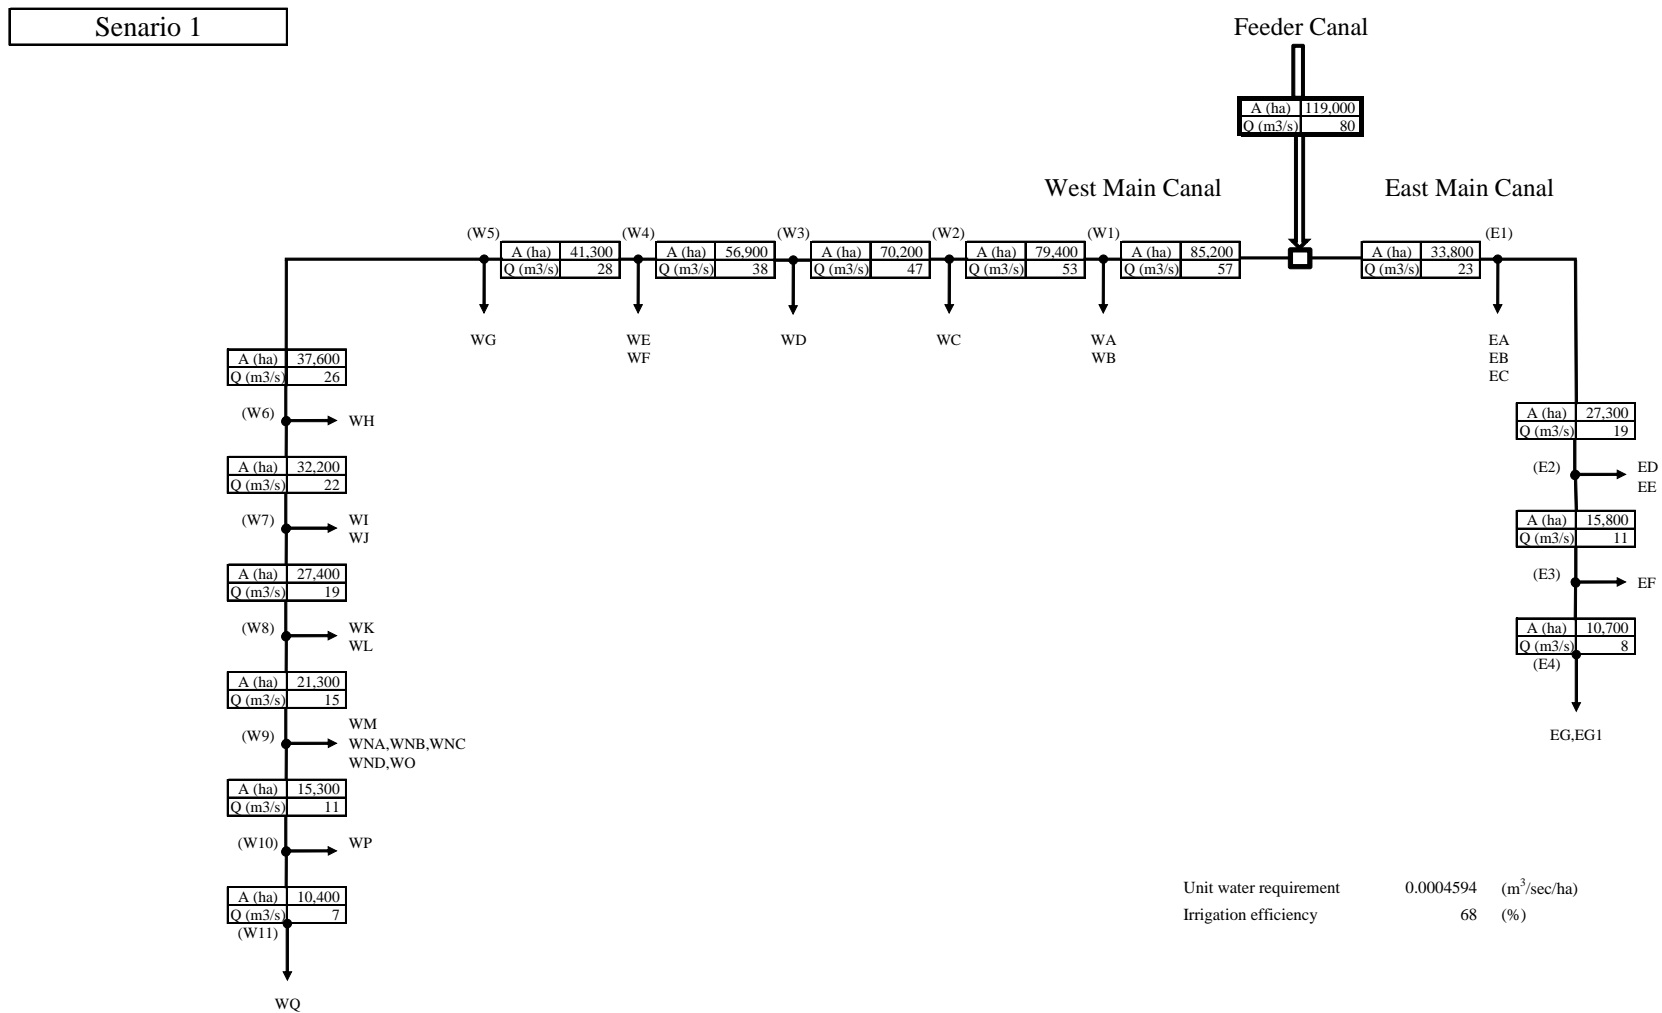 Senario 1
Feeder Canal
A (ha) 119,000
Q (m3/s) 80
West Main Canal
East Main Canal
(W5)
A (ha) 41,300
Q (m3/s) 28
(W4)
A (ha) 56,900
Q (m3/s) 38
(W3)
A (ha) 70,200
Q (m3/s) 47
(W2)
A (ha) 79,400
Q (m3/s) 53
(W1)
A (ha) 85,200
Q (m3/s) 57
A (ha) 33,800
Q (m3/s) 23
(E1)
WG
WE
WF
WD
WC
WA
WB
EA
EB
EC
A (ha) 37,600
Q (m3/s) 26
(W6)
WH
A (ha) 32,200
Q (m3/s) 22
(W7)
WI
WJ
A (ha) 27,400
Q (m3/s) 19
(W8)
WK
WL
A (ha) 21,300
Q (m3/s) 15
(W9)
WM
WNA,WNB,WNC
WND,WO
A (ha) 15,300
Q (m3/s) 11
(W10)
WP
A (ha) 10,400
Q (m3/s) 7
(W11)
WQ
A (ha) 27,300
Q (m3/s) 19
(E2)
ED
EE
A (ha) 15,800
Q (m3/s) 11
(E3)
EF
A (ha) 10,700
Q (m3/s) 8
(E4)
EG,EG1
Unit water requirement 0.0004594 (m³/sec/ha)
Irrigation efficiency 68 (%)